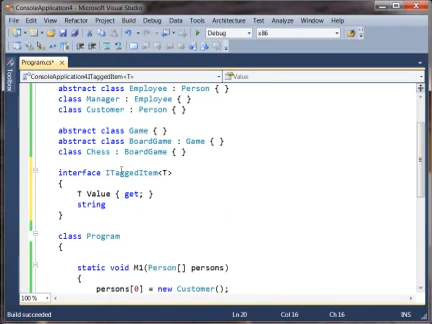 ConsoleApplication4 - Microsoft Visual Studio
File Edit View Refactor Project Build Debug Data Tools Architecture Test Analyze Window Help
Debug x86
Program.cs*
ConsoleApplication4.ITaggedItem<T> Value
Toolbox
abstract class Employee : Person { }
class Manager : Employee { }
class Customer : Person { }
abstract class Game { }
abstract class BoardGame : Game { }
class Chess : BoardGame { }
interface ITaggedItem<T>
{
T Value { get; }
string
}
class Program
{
static void M1(Person[] persons)
{
persons[0] = new Customer();
100 %
Build succeeded Ln 20 Col 16 Ch 16 INS